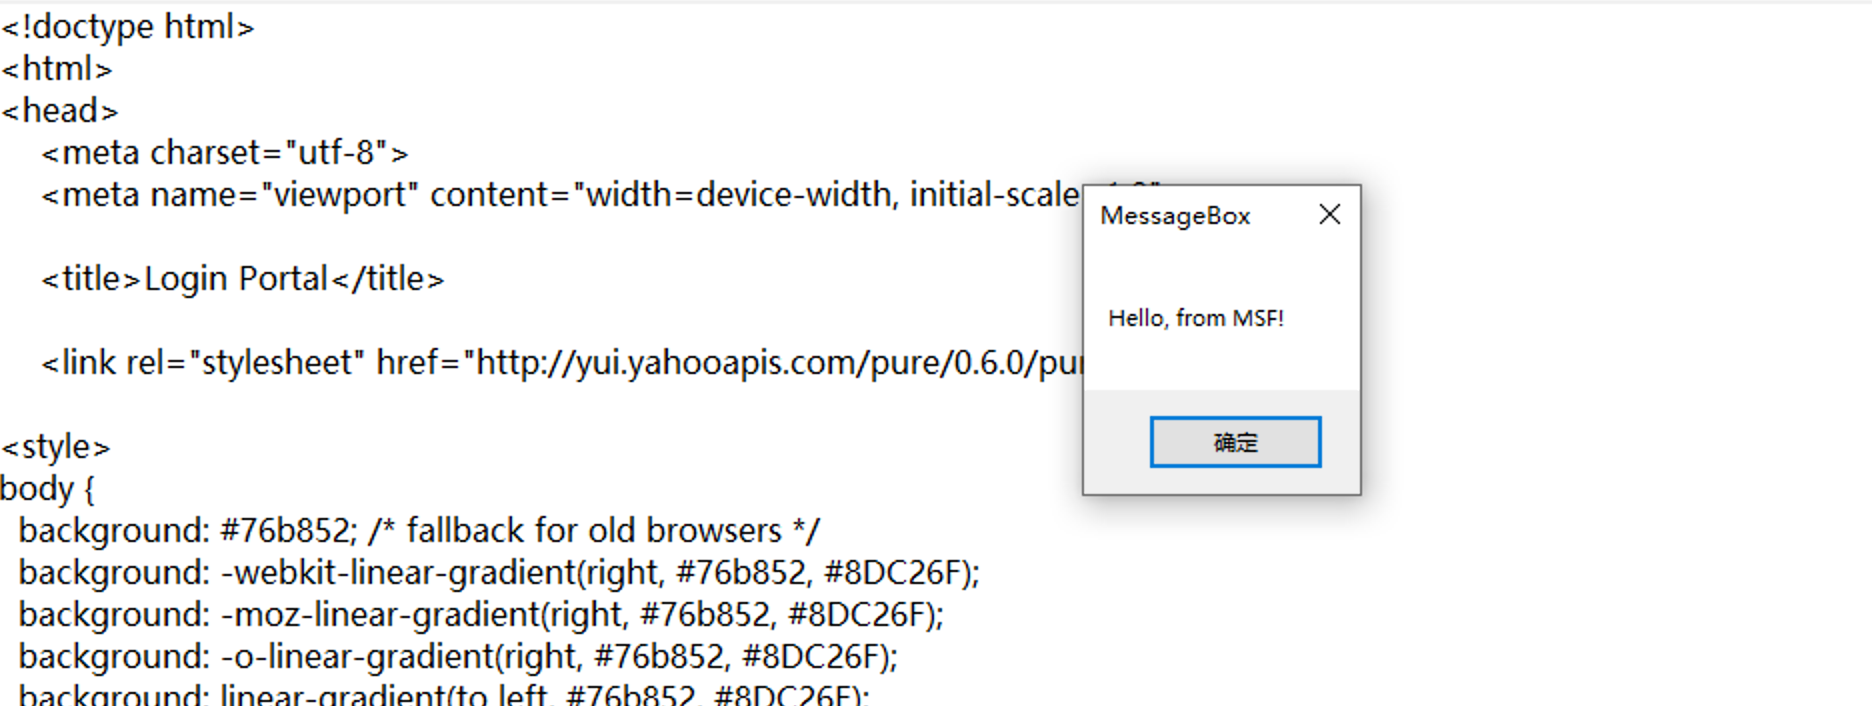 <!doctype html>
<html>
<head>
<meta charset="utf-8">
<meta name="viewport" content="width=device-width, initial-scale
<title>Login Portal</title>
<link rel="stylesheet" href="http://yui.yahooapis.com/pure/0.6.0/pu
<style>
body {
background: #76b852; /* fallback for old browsers */
background: -webkit-linear-gradient(right, #76b852, #8DC26F);
background: -moz-linear-gradient(right, #76b852, #8DC26F);
background: -o-linear-gradient(right, #76b852, #8DC26F);
background: linear-gradient(to left, #76b852, #8DC26F);
MessageBox
Hello, from MSF!
确定